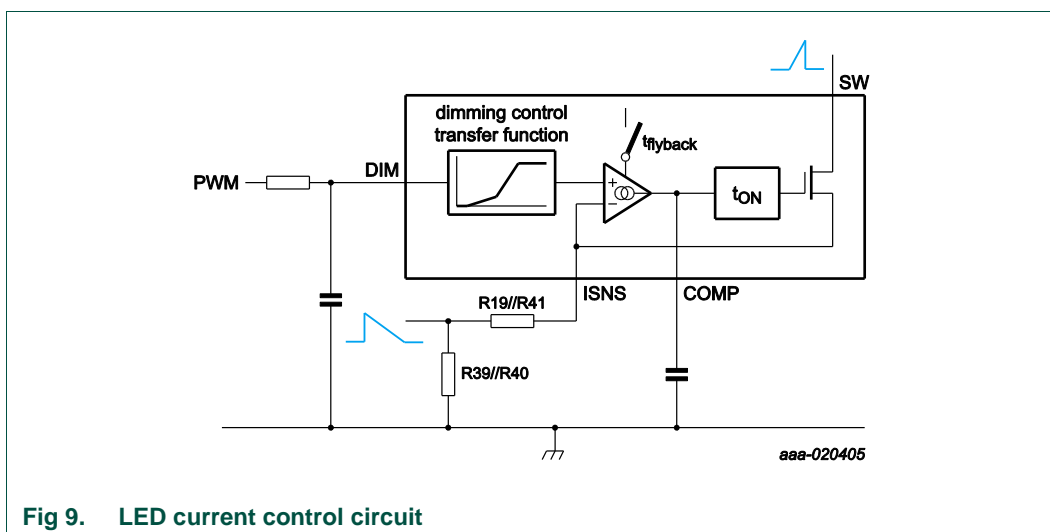 SW
dimming control
transfer function
tflyback
PWM
DIM
+
−
tON
ISNS
COMP
R19//R41
R39//R40
aaa-020405
Fig 9. LED current control circuit